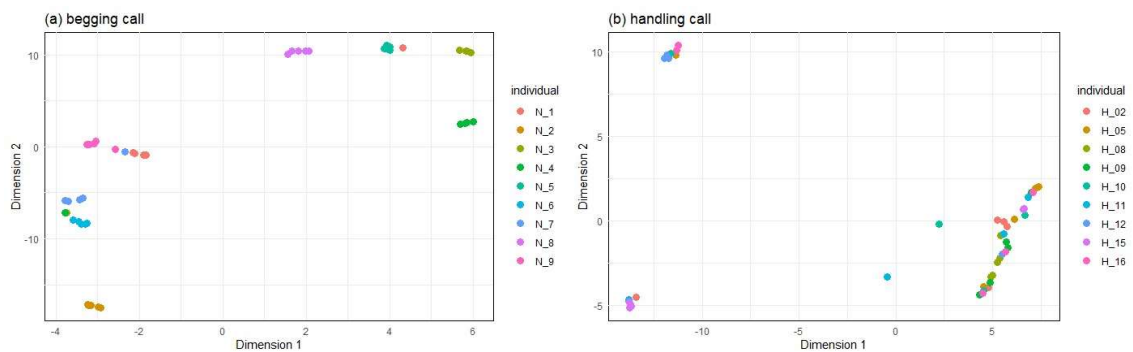 (a) begging call
Dimension 2
10
0
-10
-4
-2
0
2
4
6
Dimension 1
individual
N_1
N_2
N_3
N_4
N_5
N_6
N_7
N_8
N_9
(b) handling call
Dimension 2
10
5
0
-5
-10
-5
0
5
Dimension 1
individual
H_02
H_05
H_08
H_09
H_10
H_11
H_12
H_15
H_16